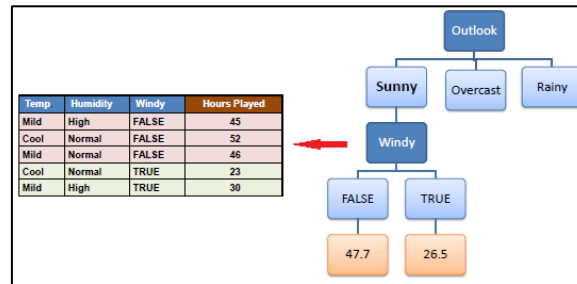 Outlook
Sunny Overcast Rainy
Temp Humidity Windy Hours Played
Mild High FALSE 45
Cool Normal FALSE 52
Mild Normal FALSE 46
Cool Normal TRUE 23
Mild High TRUE 30
Windy
FALSE TRUE
47.7 26.5